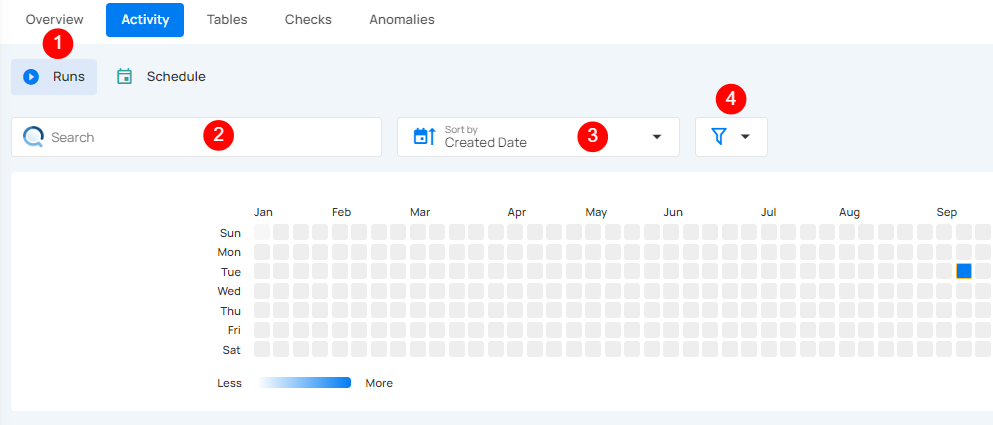 Overview Activity Tables Checks Anomalies
1
Runs Schedule
4
Search 2
Sort by 3
Created Date
Jan Feb Mar Apr May Jun Jul Aug Sep
Sun
Mon
Tue
Wed
Thu
Fri
Sat
Less More